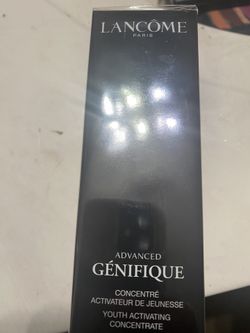 LANCÔME
PARIS
ADVANCED
GÉNIFIQUE
CONCENTRÉ
ACTIVATEUR DE JEUNESSE
YOUTH ACTIVATING
CONCENTRATE